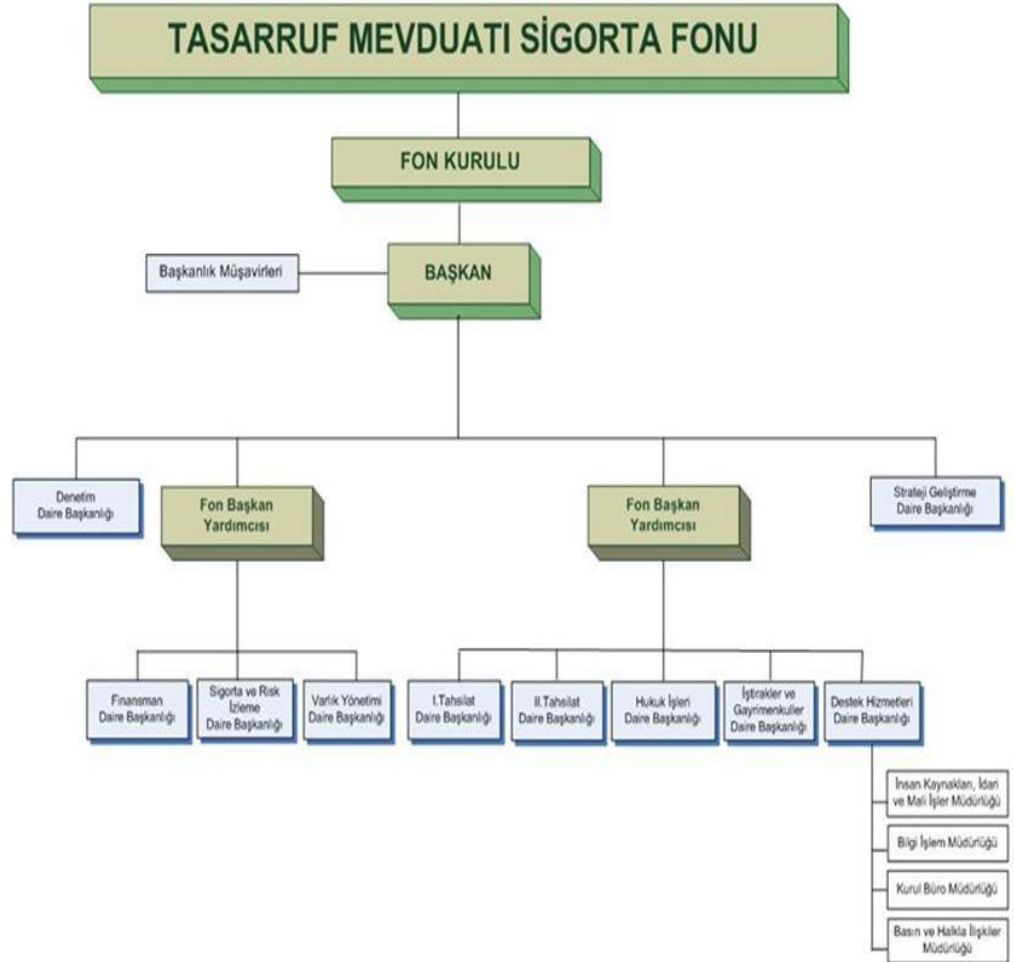 TASARRUF MEVDUATI SİGORTA FONU
FON KURULU
Başkanlık Müşavirleri
BAŞKAN
Denetim
Daire Başkanlığı
Fon Başkan
Yardımcısı
Fon Başkan
Yardımcısı
Strateji Geliştirme
Daire Başkanlığı
Finansman
Daire Başkanlığı
Sigorta ve Risk
İzleme
Daire Başkanlığı
Varlık Yönetimi
Daire Başkanlığı
I.Tahsilat
Daire Başkanlığı
II.Tahsilat
Daire Başkanlığı
Hukuk İşleri
Daire Başkanlığı
İştirakler ve
Gayrimenkuller
Daire Başkanlığı
Destek Hizmetleri
Daire Başkanlığı
İnsan Kaynakları, İdari
ve Mali İşler Müdürlüğü
Bilgi İşlem Müdürlüğü
Kurul Büro Müdürlüğü
Basın ve Halkla İlişkiler
Müdürlüğü